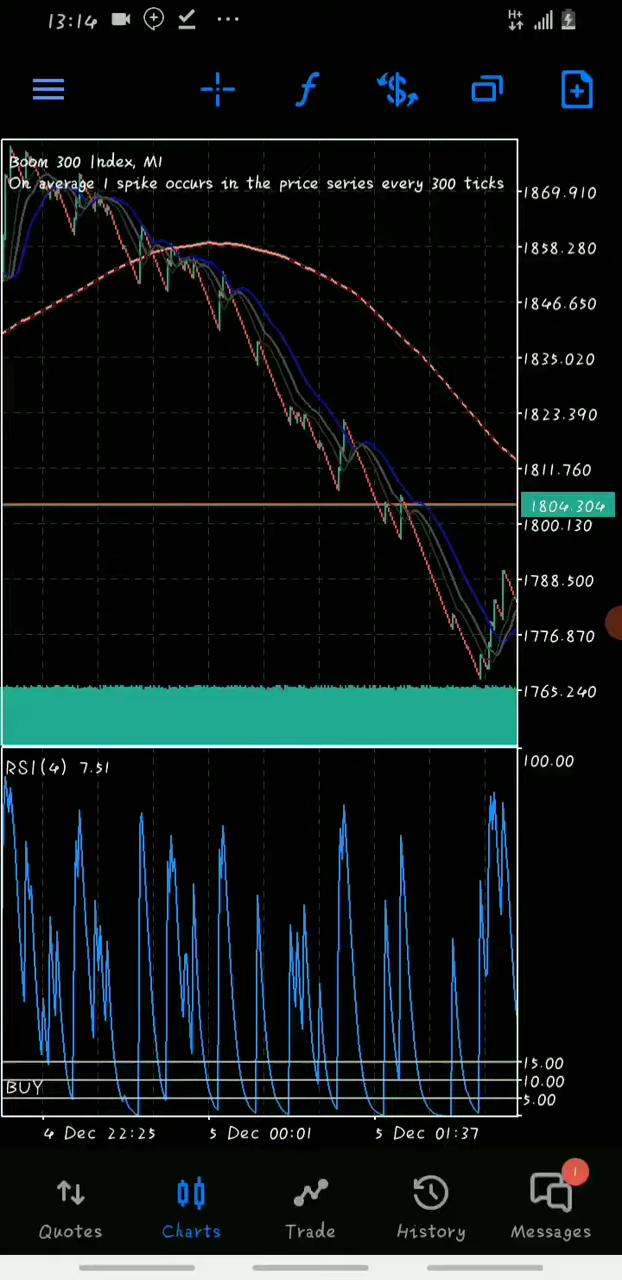 13:14
H+
Boom 300 Index, M1
On average 1 spike occurs in the price series every 300 ticks
1869.910
1858.280
1846.650
1835.020
1823.390
1811.760
1804.304
1800.130
1788.500
1776.870
1765.240
RSI(4) 7.51
100.00
15.00
10.00
BUY
5.00
4 Dec 22:25 5 Dec 00:01 5 Dec 01:37
1
Quotes Charts Trade History Messages